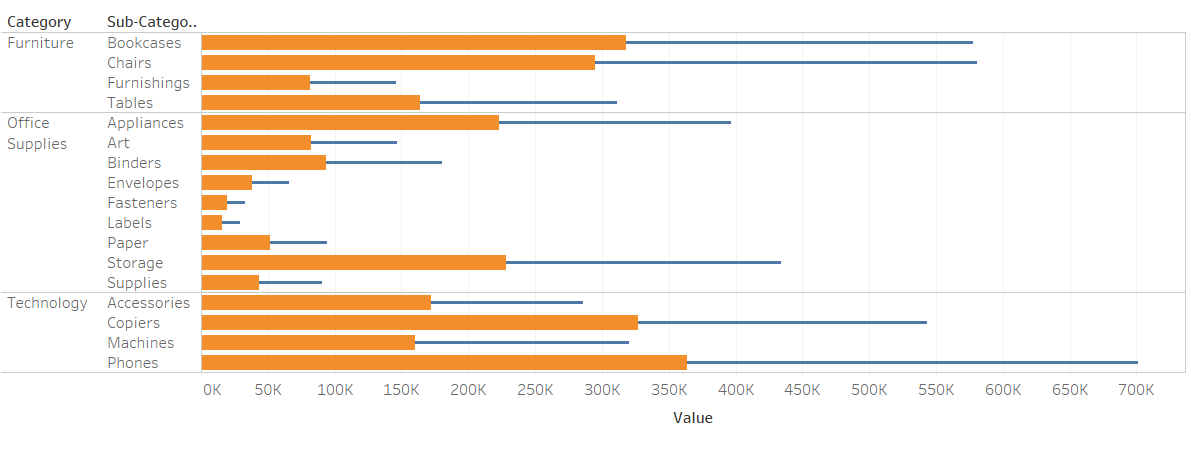 Category Sub-Catego..
Furniture Bookcases
Chairs
Furnishings
Tables
Office Appliances
Supplies Art
Binders
Envelopes
Fasteners
Labels
Paper
Storage
Supplies
Technology Accessories
Copiers
Machines
Phones
0K 50K 100K 150K 200K 250K 300K 350K 400K 450K 500K 550K 600K 650K 700K
Value